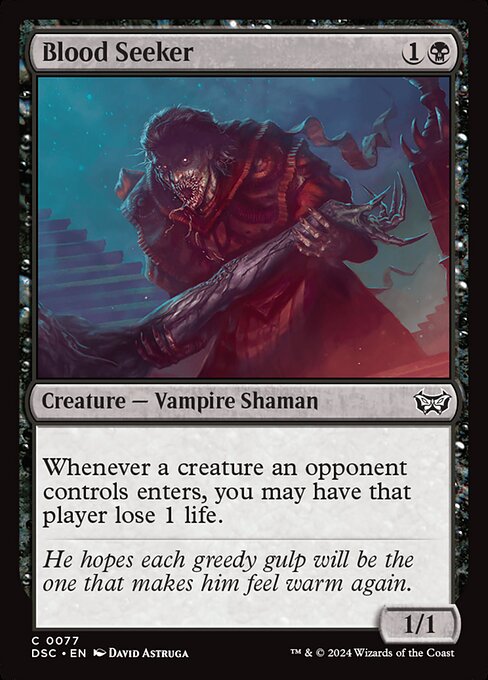 Blood Seeker 1
Creature — Vampire Shaman
Whenever a creature an opponent
controls enters, you may have that
player lose 1 life.
He hopes each greedy gulp will be the
one that makes him feel warm again.
1/1
C 0077
DSC • EN David Astruga
™ & © 2024 Wizards of the Coast